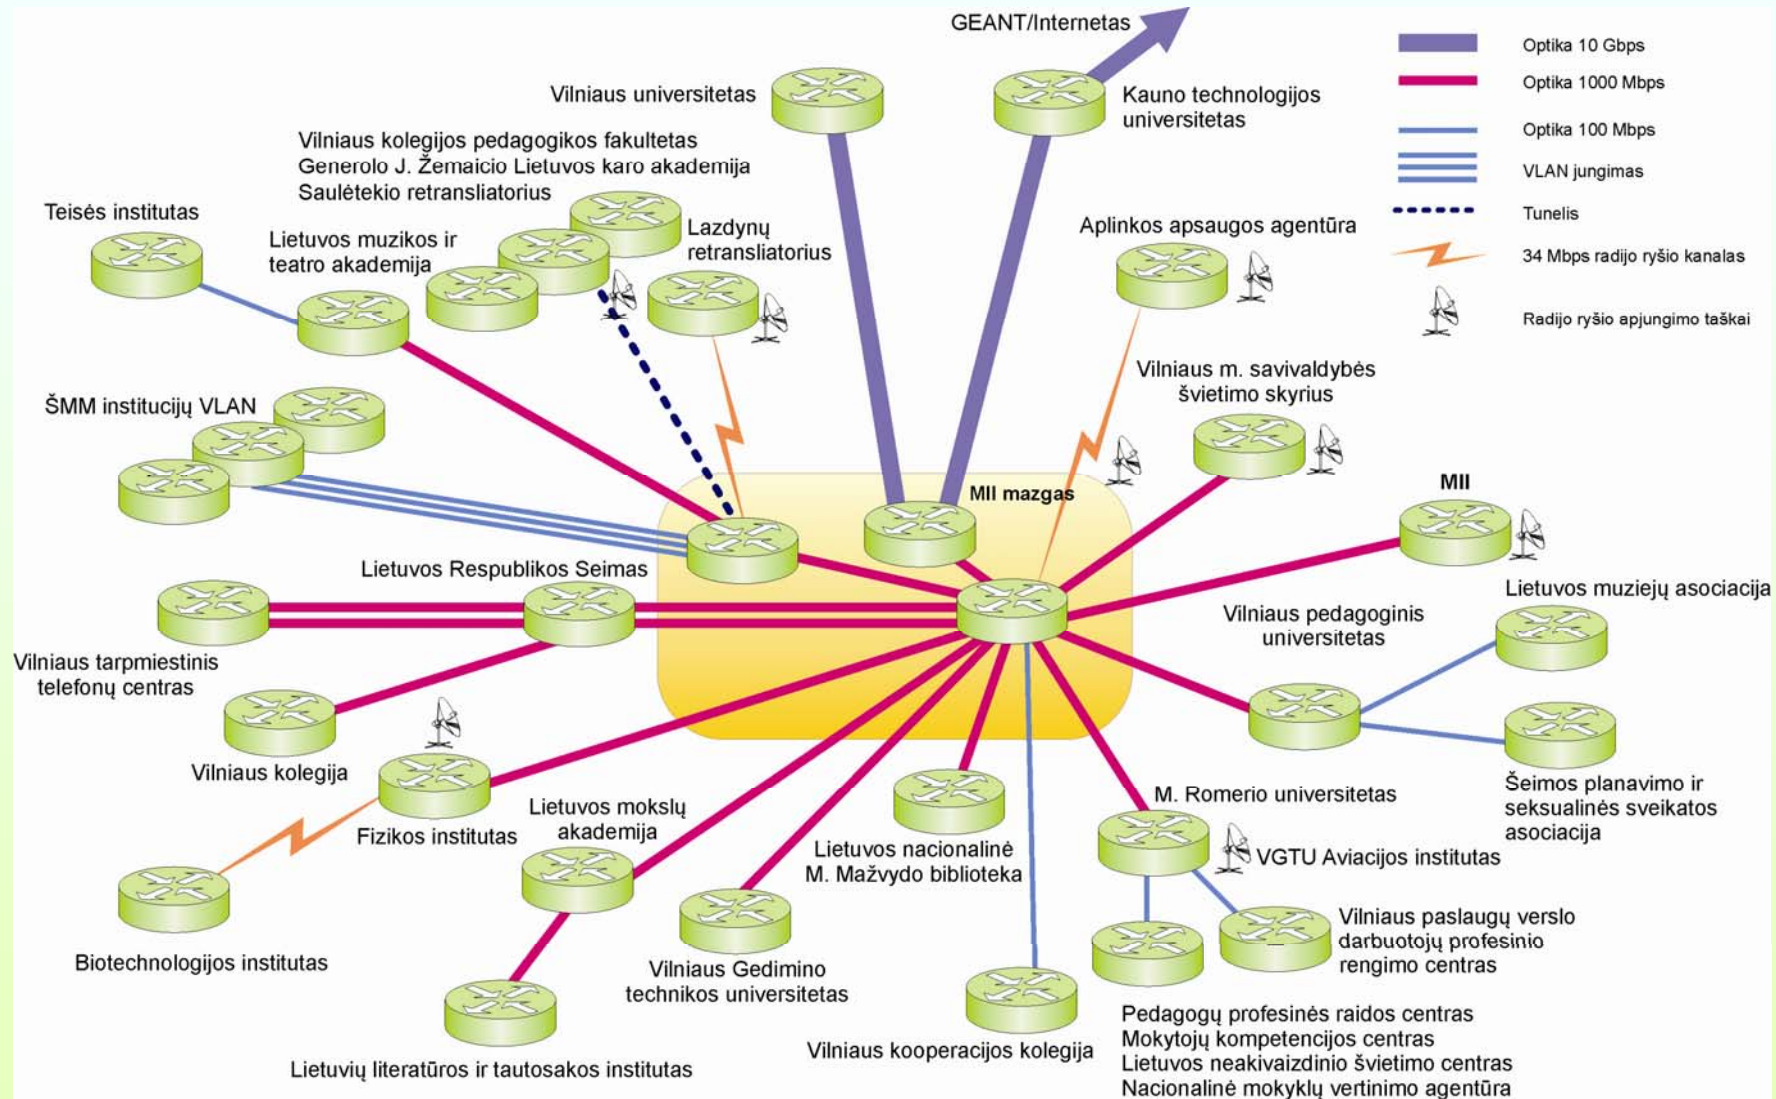 GEANT/Internetas
Vilniaus universitetas
Kauno technologijos
universitetas
Optika 10 Gbps
Optika 1000 Mbps
Optika 100 Mbps
VLAN jungimas
Tunelis
34 Mbps radijo ryšio kanalas
Radijo ryšio apjungimo taškai
Vilniaus kolegijos pedagogikos fakultetas
Generolo J. Žemaicio Lietuvos karo akademija
Saulėtekio retransliatorius
Teisės institutas
Lietuvos muzikos ir
teatro akademija
Lazdynų
retransliatorius
Aplinkos apsaugos agentūra
Vilniaus m. savivaldybės
švietimo skyrius
ŠMM institucijų VLAN
MII mazgas
MII
Lietuvos Respublikos Seimas
Lietuvos muziejų asociacija
Vilniaus pedagoginis
universitetas
Vilniaus tarpmiestinis
telefonų centras
Vilniaus kolegija
Šeimos planavimo ir
seksualinės sveikatos
asociacija
Fizikos institutas
Lietuvos mokslų
akademija
M. Romerio universitetas
Lietuvos nacionalinė
M. Mažvydo biblioteka
VGTU Aviacijos institutas
Vilniaus paslaugų verslo
darbuotojų profesinio
rengimo centras
Biotechnologijos institutas
Vilniaus Gedimino
technikos universitetas
Lietuvių literatūros ir tautosakos institutas
Vilniaus kooperacijos kolegija
Pedagogų profesinės raidos centras
Mokytojų kompetencijos centras
Lietuvos neakivaizdinio švietimo centras
Nacionalinė mokyklų vertinimo agentūra